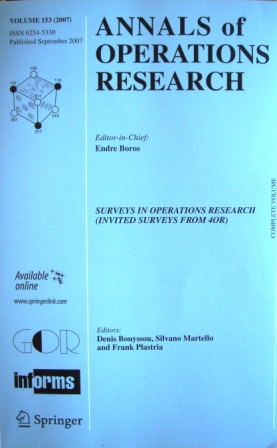 VOLUME 153 (2007)
ISSN 0254-5330
Published September 2007
ANNALS of
OPERATIONS
RESEARCH
Editor-in-Chief:
Endre Boros
SURVEYS IN OPERATIONS RESEARCH
(INVITED SURVEYS FROM 4OR)
COMPLETE VOLUME
Available
online
www.springerlink.com
Editors:
Denis Bouyssou, Silvano Martello
and Frank Plastria
GOR
informs
Springer